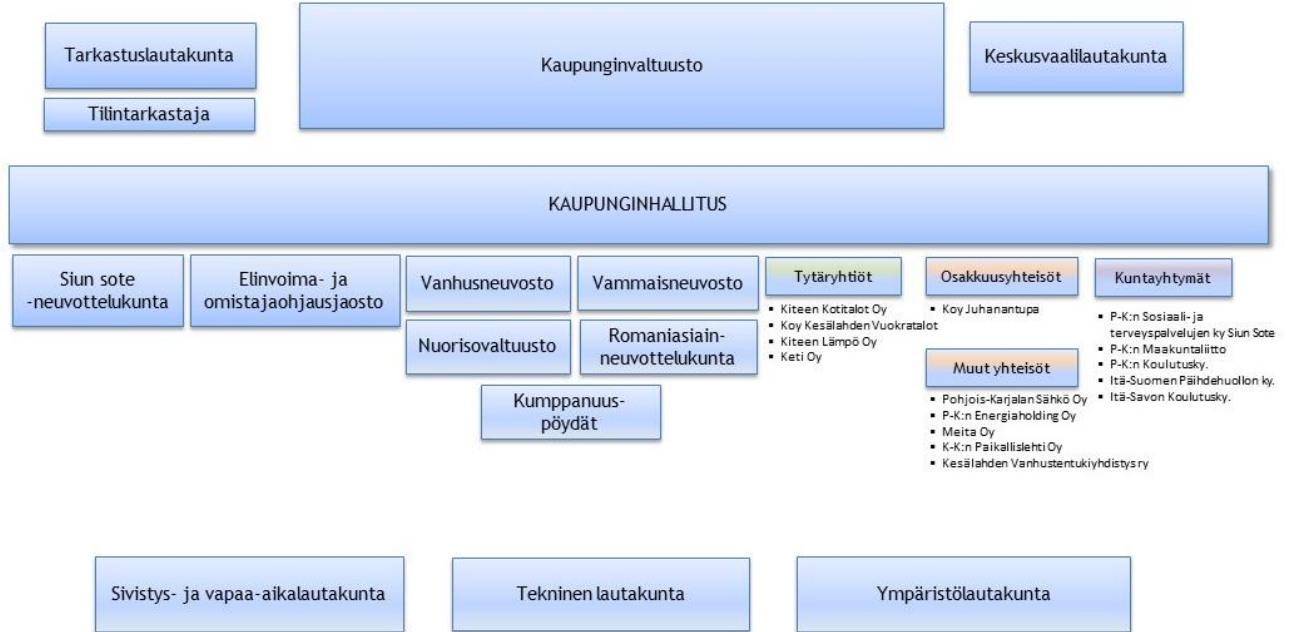 Tarkastuslautakunta
Tilintarkastaja
Kaupunginvaltuusto
Keskusvaalilautakunta
KAUPUNGINHALLITUS
Siun sote
-neuvottelukunta
Elinvoima- ja
omistajaohjausjaosto
Vanhusneuvosto
Vammaisneuvosto
Nuorisovaltuusto
Romaniasiain-
neuvottelukunta
Kumppanuus-
pöydät
Tytäryhtiöt
▪ Kiteen Kotitalot Oy
▪ Koy Kesälahden Vuokratalot
▪ Kiteen Lämpö Oy
▪ Keti Oy
Osakkuusyhteisöt
▪ Koy Juhanantupa
Muut yhteisöt
▪ Pohjois-Karjalan Sähkö Oy
▪ P-K:n Energiaholding Oy
▪ Meita Oy
▪ K-K:n Paikallislehti Oy
▪ Kesälahden Vanhustentukiyhdistys ry
Kuntayhtymät
▪ P-K:n Sosiaali- ja
terveyspalvelujen ky Siun Sote
▪ P-K:n Maakuntaliitto
▪ P-K:n Koulutusky.
▪ Itä-Suomen Päihdehuollon ky.
▪ Itä-Savon Koulutusky.
Sivistys- ja vapaa-aikalautakunta
Tekninen lautakunta
Ympäristölautakunta